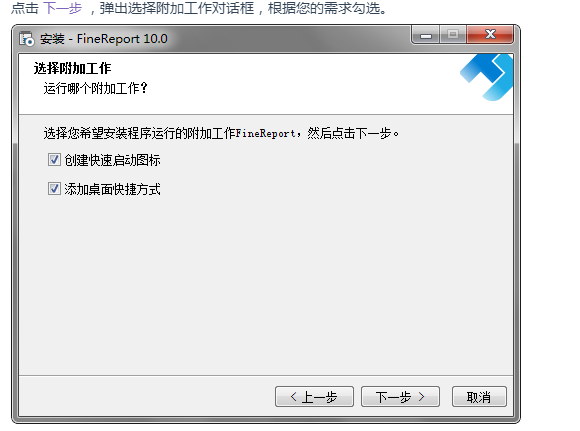 点击 下一步 ，弹出选择附加工作对话框，根据您的需求勾选。
安装 - FineReport 10.0
选择附加工作
运行哪个附加工作？
选择您希望安装程序运行的附加工作FineReport，然后点击下一步。
创建快速启动图标
添加桌面快捷方式
< 上一步 下一步 > 取消